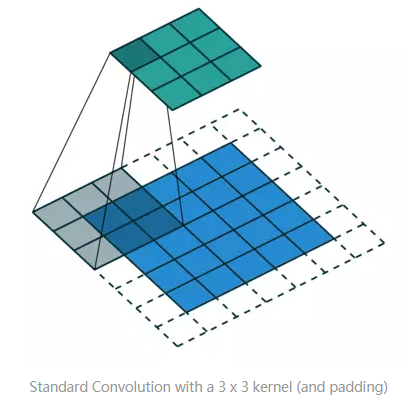 Standard Convolution with a 3 x 3 kernel (and padding)